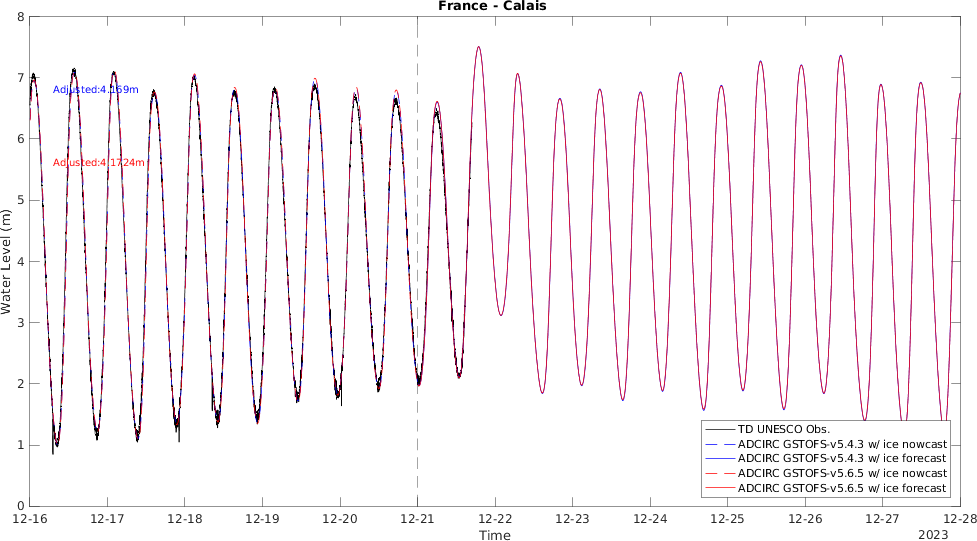 France - Calais
8
7
6
5
4
3
2
1
0
Water Level (m)
Adjusted:4.169m
Adjusted:4.1724m
TD UNESCO Obs.
ADCIRC GSTOFS-v5.4.3 w/ ice nowcast
ADCIRC GSTOFS-v5.4.3 w/ ice forecast
ADCIRC GSTOFS-v5.6.5 w/ ice nowcast
ADCIRC GSTOFS-v5.6.5 w/ ice forecast
12-16 12-17 12-18 12-19 12-20 12-21 12-22 12-23 12-24 12-25 12-26 12-27 12-28
Time
2023